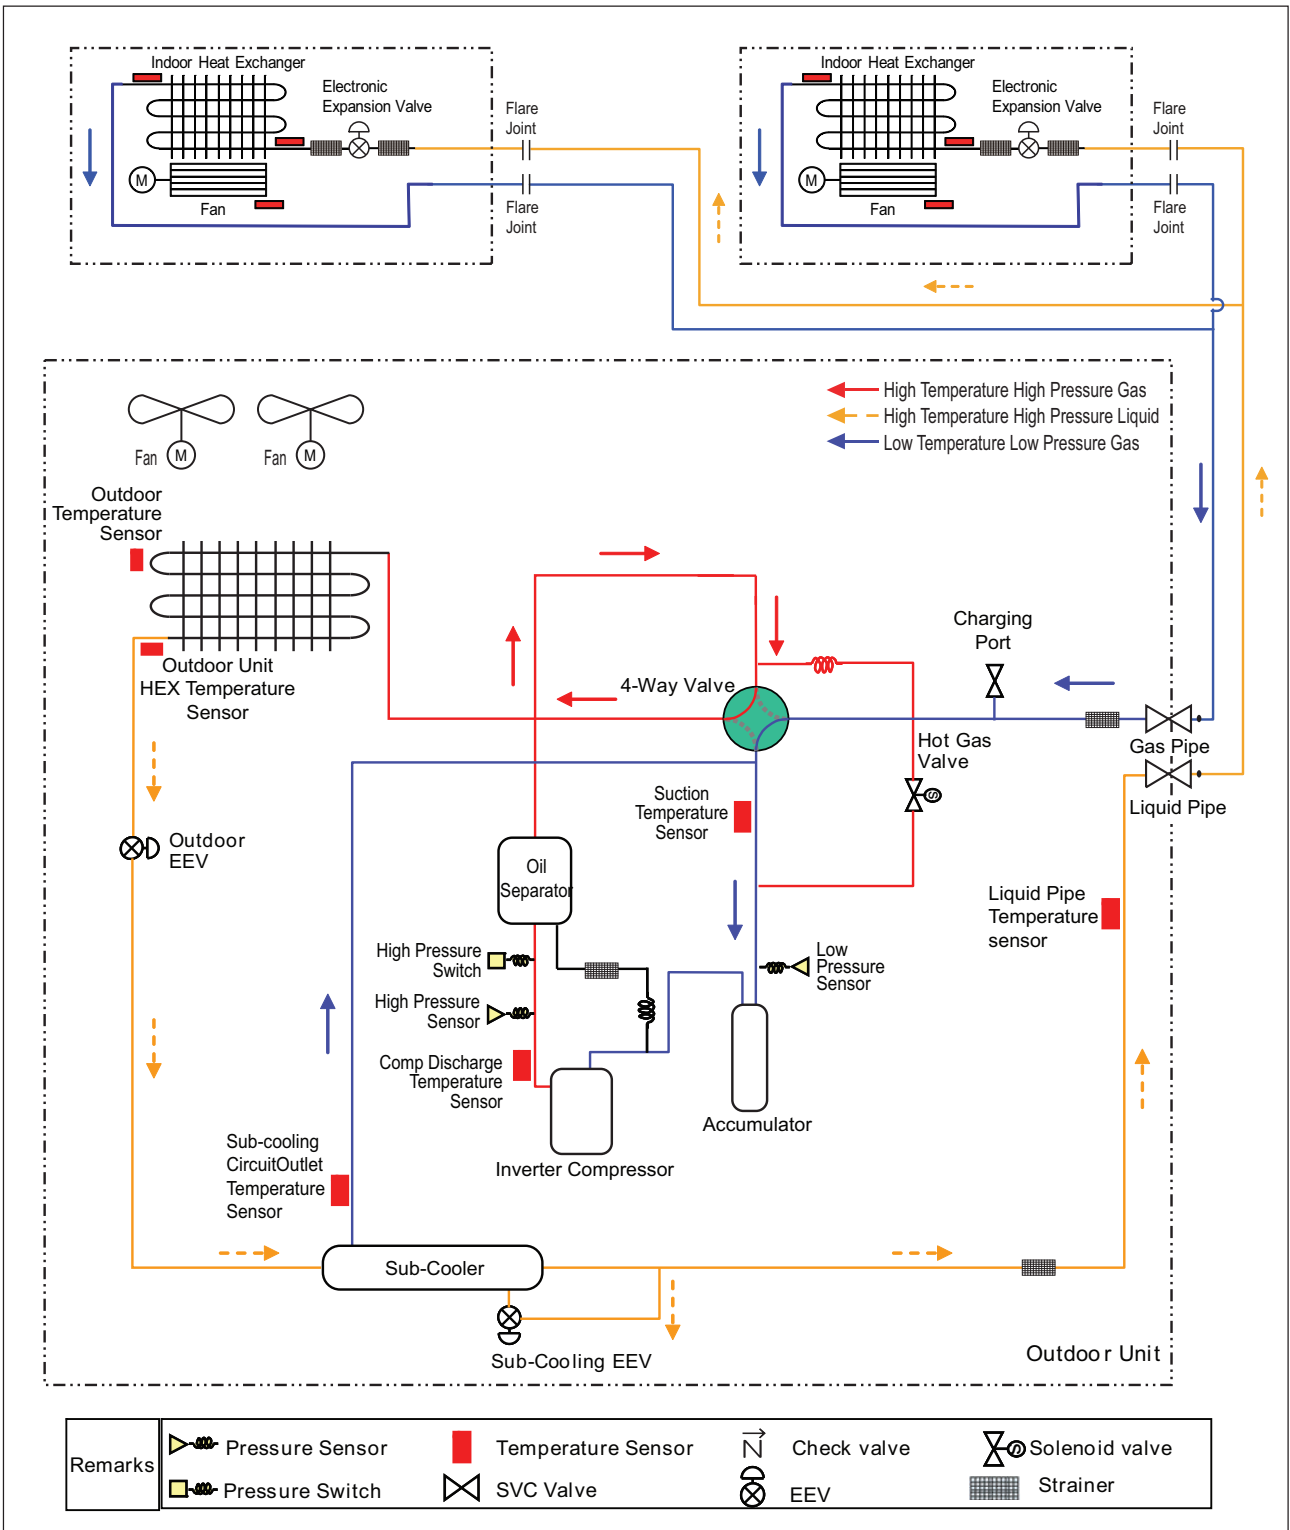 Indoor Heat Exchanger
Electronic
Expansion Valve
Flare
Joint
M
Fan
Flare
Joint
Indoor Heat Exchanger
Electronic
Expansion Valve
Flare
Joint
M
Fan
Flare
Joint
High Temperature High Pressure Gas
High Temperature High Pressure Liquid
Low Temperature Low Pressure Gas
Fan
M
Fan
M
Outdoor
Temperature
Sensor
Outdoor Unit
HEX Temperature
Sensor
4-Way Valve
Charging
Port
Hot Gas
Valve
S
Gas Pipe
Liquid Pipe
Suction
Temperature
Sensor
Outdoor
EEV
Oil
Separator
Liquid Pipe
Temperature
sensor
High Pressure
Switch
Low
Pressure
Sensor
High Pressure
Sensor
Comp Discharge
Temperature
Sensor
Accumulator
Inverter Compressor
Sub-cooling
CircuitOutlet
Temperature
Sensor
Sub-Cooler
Sub-Cooling EEV
Outdoor Unit
Remarks
Pressure Sensor
Temperature Sensor
Check valve
S
Solenoid valve
Pressure Switch
SVC Valve
EEV
Strainer